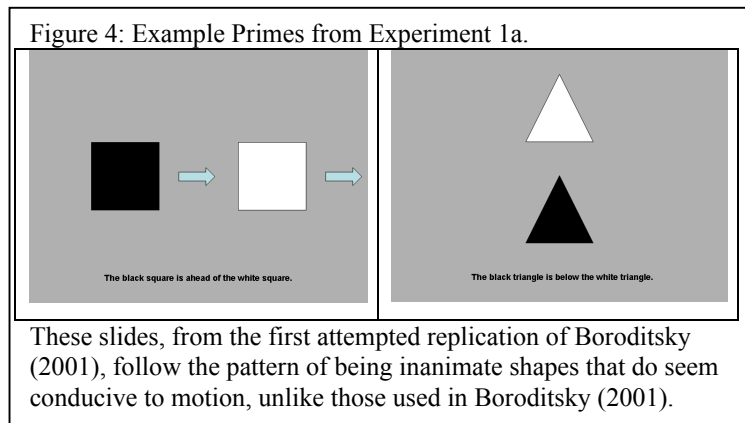 Figure 4: Example Primes from Experiment 1a.
The black square is ahead of the white square.
The black triangle is below the white triangle.
These slides, from the first attempted replication of Boroditsky
(2001), follow the pattern of being inanimate shapes that do seem
conducive to motion, unlike those used in Boroditsky (2001).